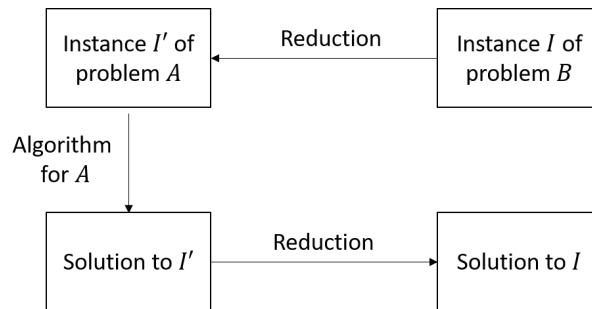 Instance I′ of
problem A
Reduction
Instance I of
problem B
Algorithm
for A
Solution to I′
Reduction
Solution to I